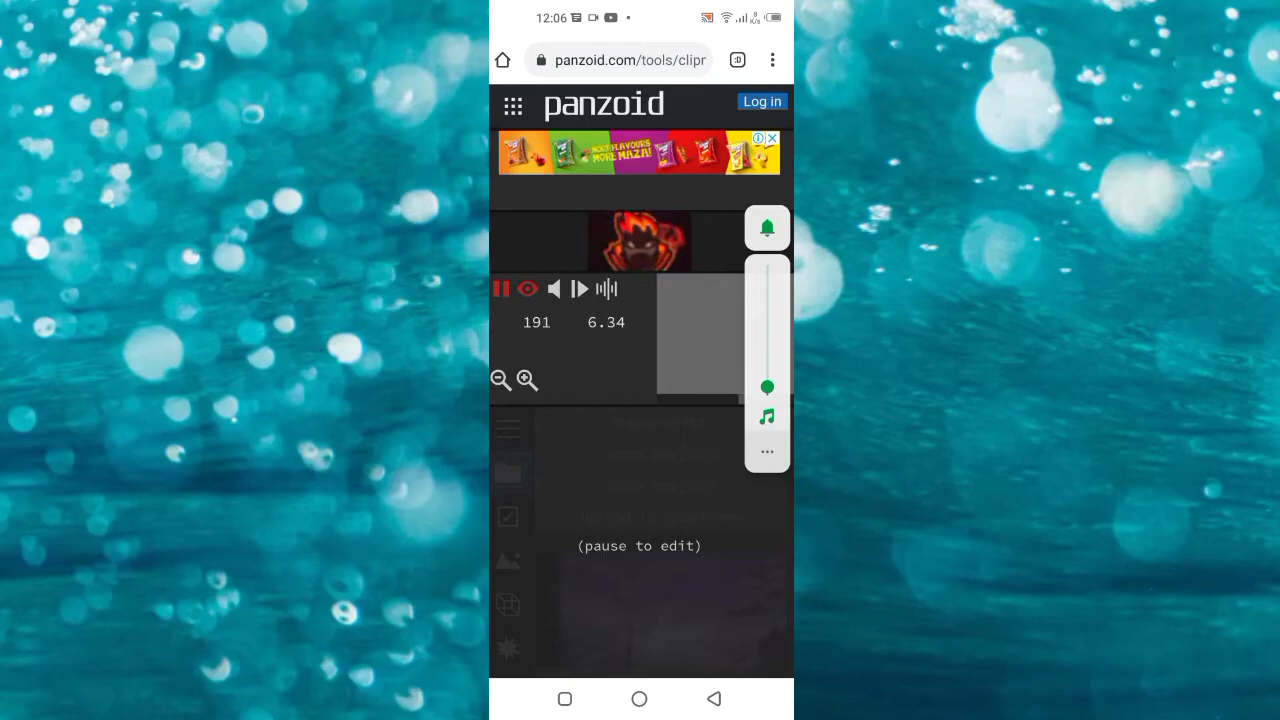 12:06
0
K/s
panzoid.com/tools/clipr
:D
panzoid
Log in
MORE FLAVOURS
MORE MAZA!
191 6.34
(pause to edit)